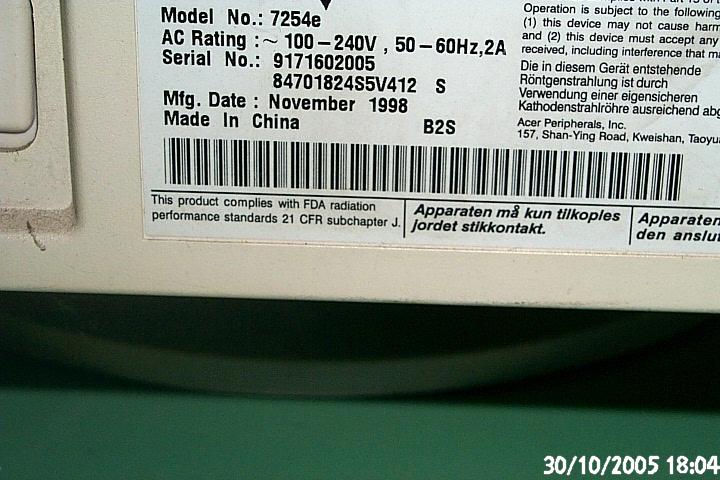 Model No.: 7254e
AC Rating :~ 100-240V , 50-60Hz,2A
Serial No.: 9171602005
84701824S5V412 S
Mfg. Date : November 1998
Made In China B2S
Operation is subject to the following
(1) this device may not cause harm
and (2) this device must accept any
received, including interference that
Die in diesem Gerät entstehende
Röntgenstrahlung ist durch
Verwendung einer eigensicheren
Kathodenstrahlröhre ausreichend abg
Acer Peripherals, Inc.
157, Shan-Ying Road, Kweishan, Taoyu
This product complies with FDA radiation
performance standards 21 CFR subchapter J.
Apparaten må kun tilkoples
jordet stikkontakt.
Apparaten
den anslut
30/10/2005 18:04